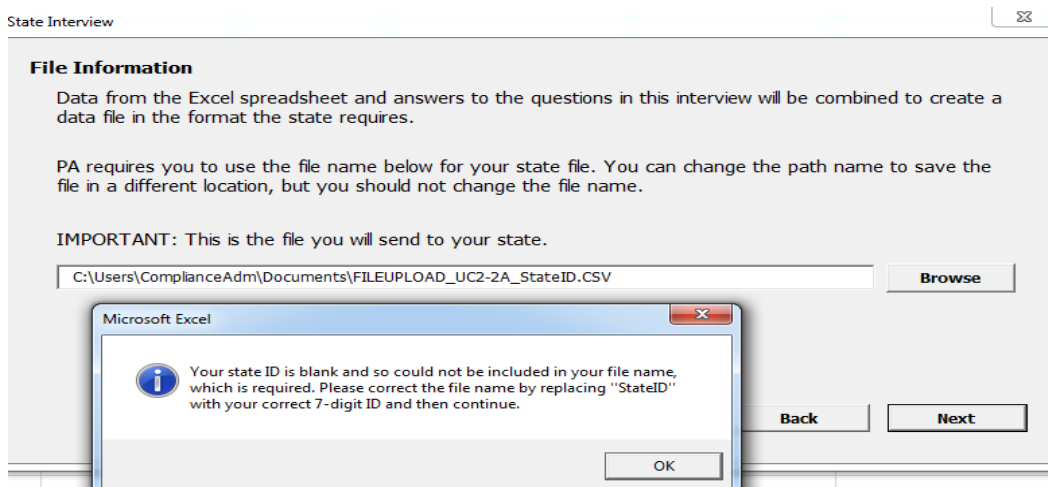 State Interview
File Information
Data from the Excel spreadsheet and answers to the questions in this interview will be combined to create a
data file in the format the state requires.
PA requires you to use the file name below for your state file. You can change the path name to save the
file in a different location, but you should not change the file name.
IMPORTANT: This is the file you will send to your state.
C:\Users\ComplianceAdm\Documents\FILEUPLOAD_UC2-2A_StateID.CSV
Browse
Microsoft Excel
Your state ID is blank and so could not be included in your file name,
which is required. Please correct the file name by replacing "StateID"
with your correct 7-digit ID and then continue.
OK
Back
Next